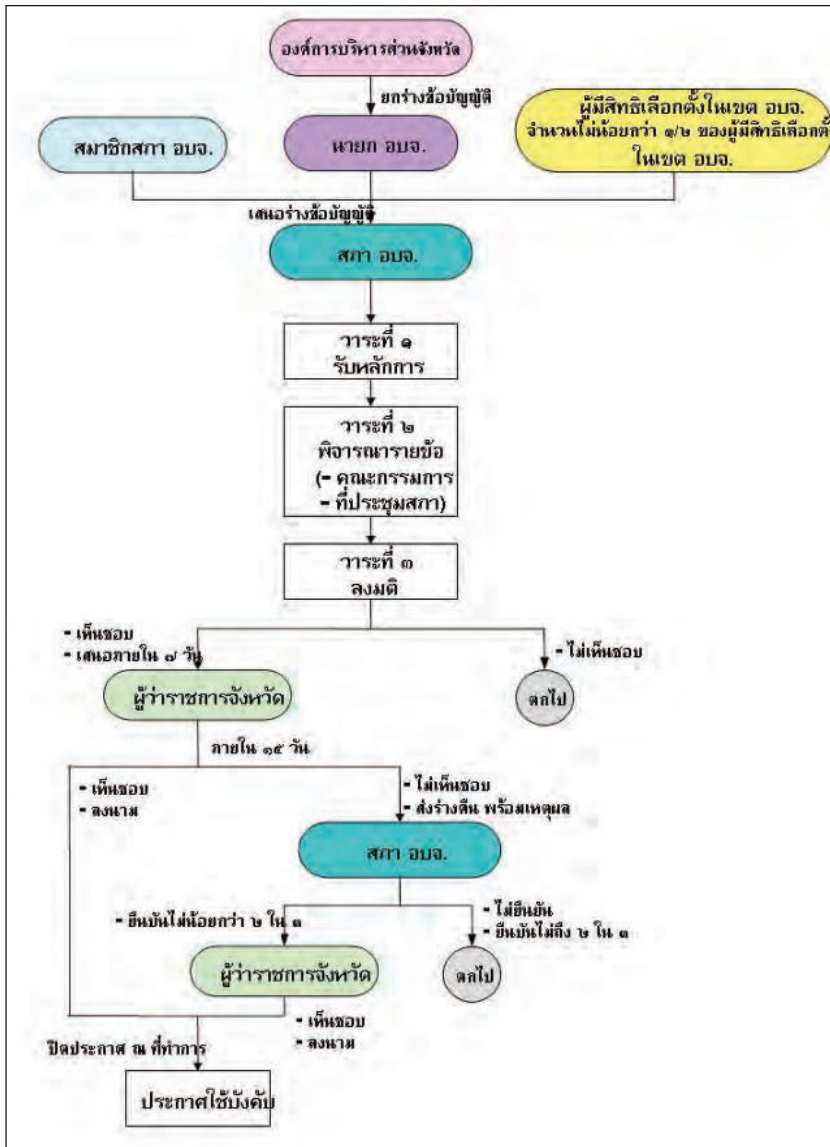 องค์การบริหารส่วนจังหวัด
ยกร่างข้อบัญญัติ
สมาชิกสภา อบจ.
นายก อบจ.
ผู้มีสิทธิเลือกตั้งในเขต อบจ.
จำนวนไม่น้อยกว่า ๑/๒ ของผู้มีสิทธิเลือกตั้
ในเขต อบจ.
เสนอร่างข้อบัญญัติ
สภา อบจ.
วาระที่ ๑
รับหลักการ
วาระที่ ๒
พิจารณารายข้อ
(- คณะกรรมการ
- ที่ประชุมสภา)
วาระที่ ๓
ลงมติ
- เห็นชอบ
- เสนอภายใน ๗ วัน
- ไม่เห็นชอบ
ผู้ว่าราชการจังหวัด
ตกไป
ภายใน ๑๕ วัน
- เห็นชอบ
- ลงนาม
- ไม่เห็นชอบ
- ส่งร่างคืน พร้อมเหตุผล
สภา อบจ.
- ยืนยันไม่น้อยกว่า ๒ ใน ๓
- ไม่ยืนยัน
- ยืนยันไม่ถึง ๒ ใน ๓
ผู้ว่าราชการจังหวัด
ตกไป
- เห็นชอบ
- ลงนาม
ปิดประกาศ ณ ที่ทำการ
ประกาศใช้บังคับ